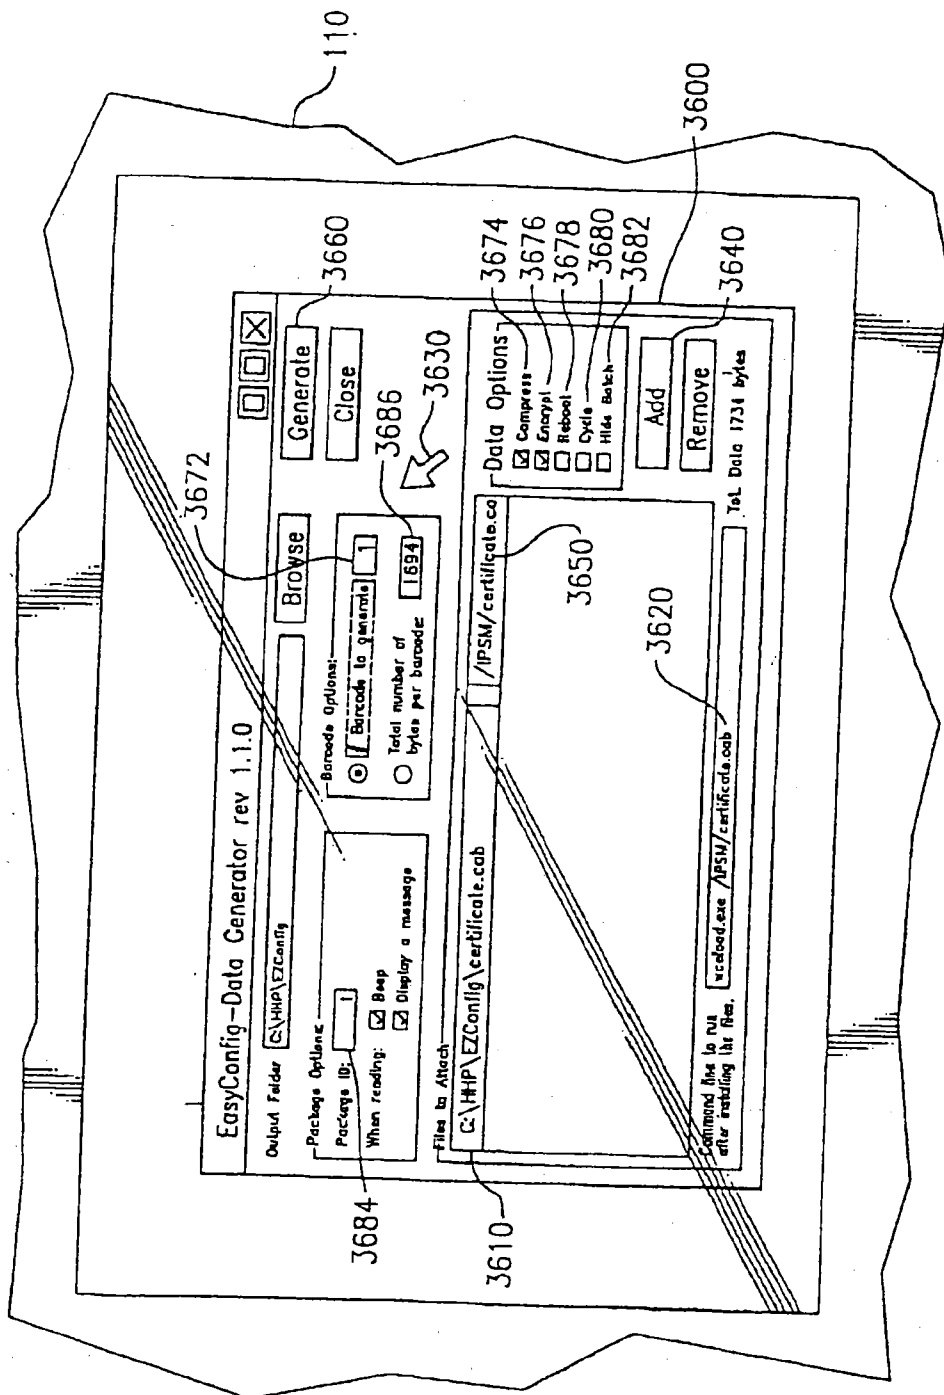 110
3600
EasyConfig-Data Generator rev 1.1.0
Output Folder C:\HHP\EZConfig Browse
Generate 3660
Close
3672
3630
3686
Package Options:
Package ID: 1
3684
When reading: Beep
Display a message
Barcode Options:
# Barcode to generate 1
Total number of
bytes per barcode: 1694
Files to Attach
C:\HHP\EZConfig\certificate.cab /IPSM/certificate.co
3610
3650
Data Options
Compress 3674
Encrypt 3676
Reboot 3678
Cycle 3680
Hide Batch 3682
Add 3640
Remove
Command line to run
after installing the files.
wceload.exe /IPSM/certificate.cab
3620
Tot. Data 1734 bytes